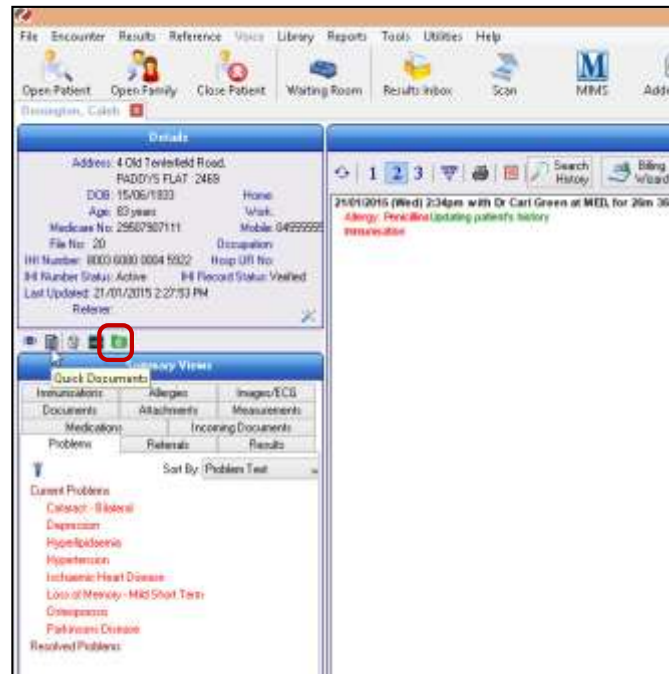 File Encounter Results Reference Voice Library Reports Tools Utilities Help
Open Patient Open Family Close Patient Waiting Room Results Inbox Scan MIMS
Caleb
Details
Address: 4 Old Tenterfield Road,
PADDYS FLAT 2469
DOB: 15/06/1933 Home:
Age: 83 years Work:
Medicare No: 29507907111 Mobile:
File No: 20 Occupation:
IHI Number: 8003 6080 0004 5922 Hosp UR No:
IHI Number Status: Active IHI Record Status: Verified
Last Updated: 21/01/2015 2:27:53 PM
Referrer:
1 2 3 Search History Billing Wizard
21/01/2015 (Wed) 2:34pm with Dr Carl Green at MED, for 26m
Allergy: Penicillin Updating patient's history
Immunisation
Summary Views
Quick Documents
Immunisations Allergies Images/ECG
Documents Attachments Measurements
Medications Incoming Documents
Problems Referrals Results
Sort By: Problem Text
Current Problems
Cataract - Bilateral
Depression
Hyperlipidaemia
Hypertension
Ischaemic Heart Disease
Loss of Memory - Mild Short Term
Osteoporosis
Parkinsons Disease
Resolved Problems